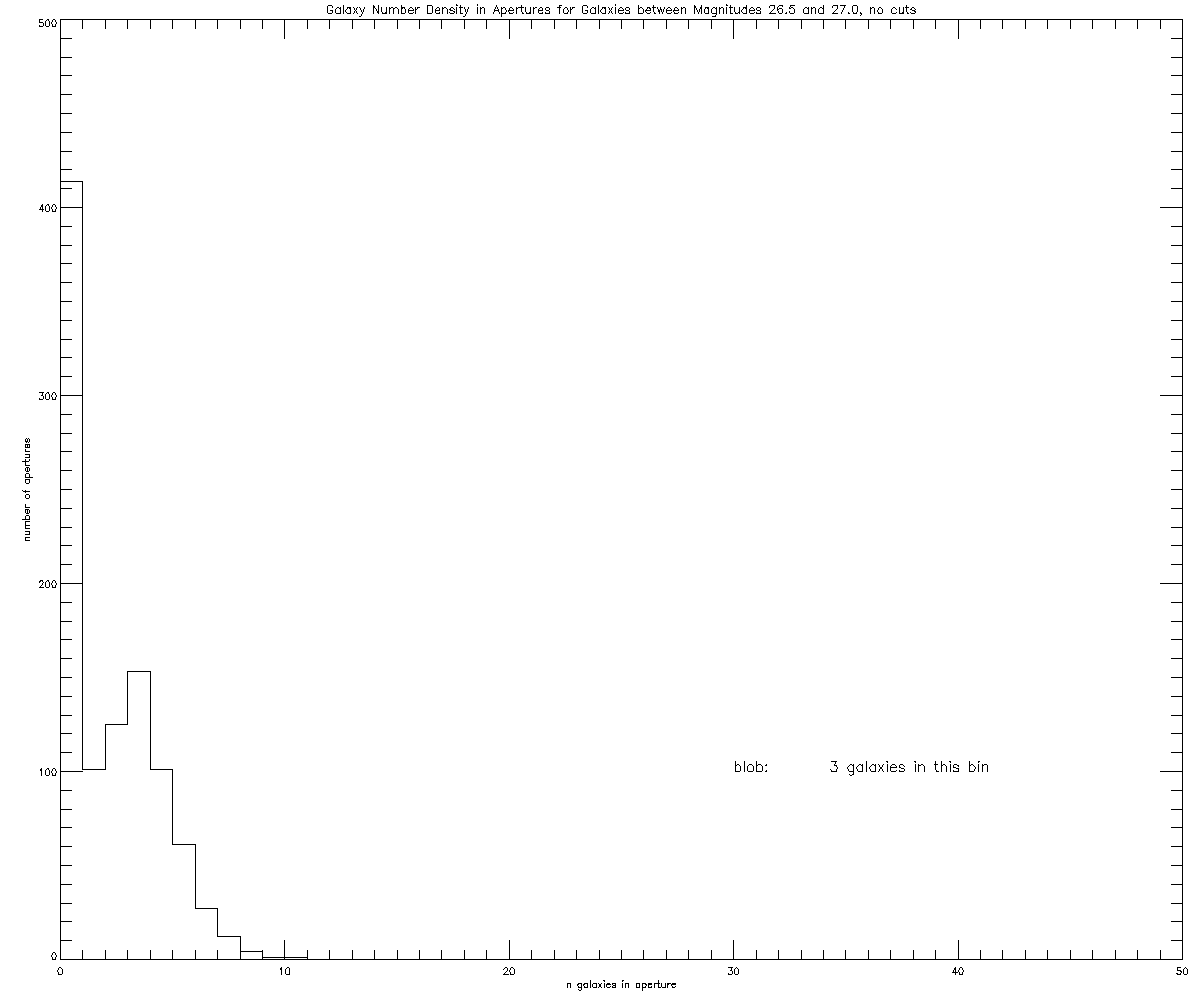 Galaxy Number Density in Apertures for Galaxies between Magnitudes 26.5 and 27.0, no cuts
500
400
300
200
100
0
number of apertures
blob: 3 galaxies in this bin
0 10 20 30 40 50
n galaxies in aperture